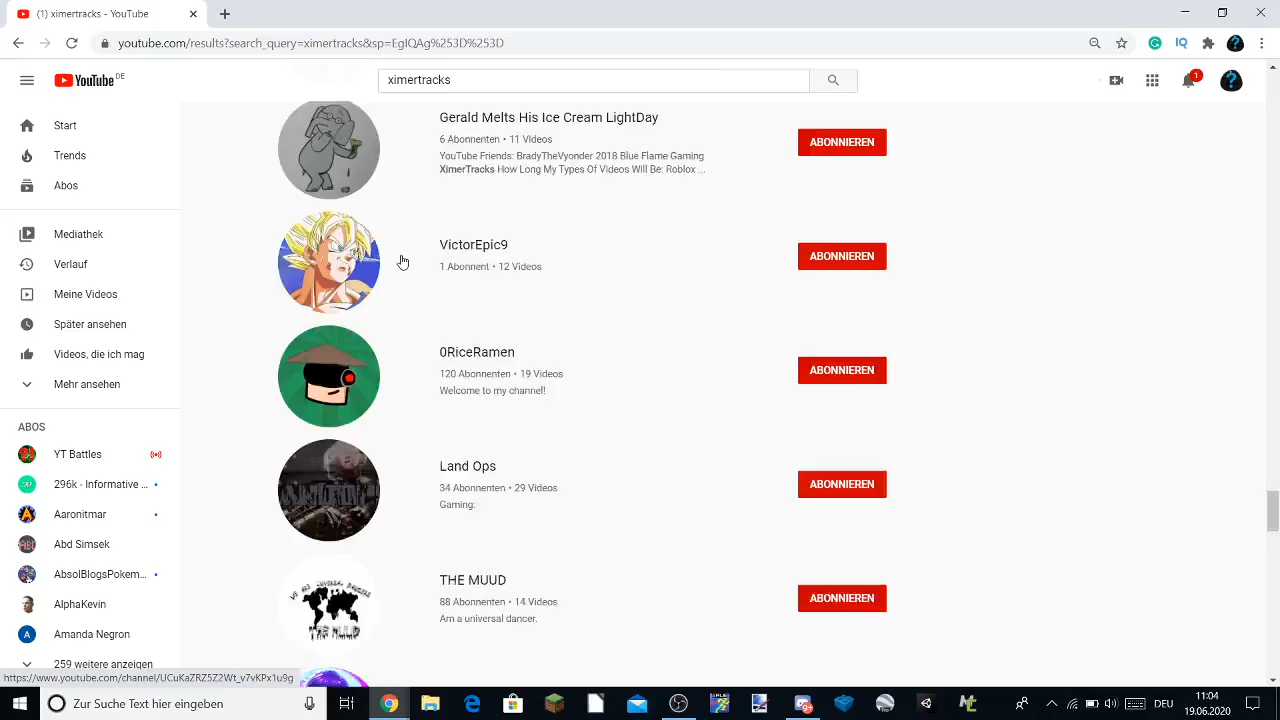 (1) ximertracks - YouTube
youtube.com/results?search_query=ximertracks&sp=EgIQAg%253D%253D
YouTube DE
ximertracks
1
Start
Trends
Abos
Mediathek
Verlauf
Meine Videos
Später ansehen
Videos, die ich mag
Mehr ansehen
ABOS
YT Battles
296k - Informative ...
Aaronitmar
Abd Simsek
AbsolBlogsPokem...
AlphaKevin
Amanda Negron
259 weitere anzeigen
Gerald Melts His Ice Cream LightDay
6 Abonnenten • 11 Videos
YouTube Friends: BradyTheVyonder 2018 Blue Flame Gaming
XimerTracks How Long My Types Of Videos Will Be: Roblox ...
ABONNIEREN
VictorEpic9
1 Abonnent • 12 Videos
ABONNIEREN
0RiceRamen
120 Abonnenten • 19 Videos
Welcome to my channel!
ABONNIEREN
Land Ops
34 Abonnenten • 29 Videos
Gaming.
ABONNIEREN
THE MUUD
88 Abonnenten • 14 Videos
Am a universal dancer.
ABONNIEREN
https://www.youtube.com/channel/UCuKaZRZ5Z2Wt_v7vKPx1u9g
Zur Suche Text hier eingeben
DEU
11:04
19.06.2020